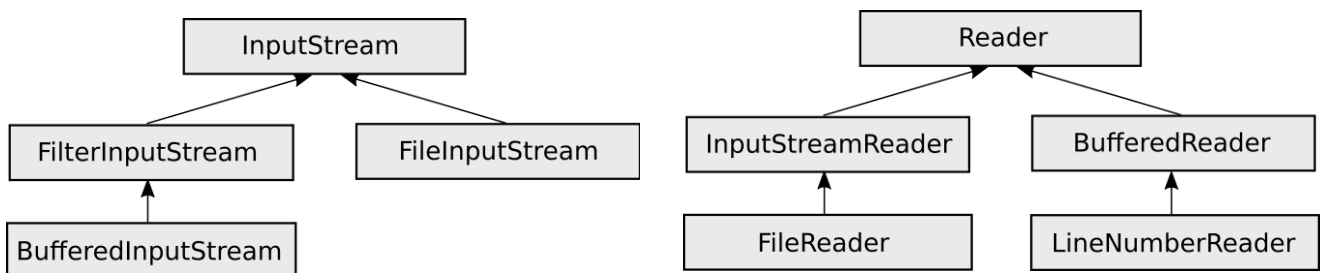 InputStream
FilterInputStream
FileInputStream
BufferedInputStream
Reader
InputStreamReader
BufferedReader
FileReader
LineNumberReader